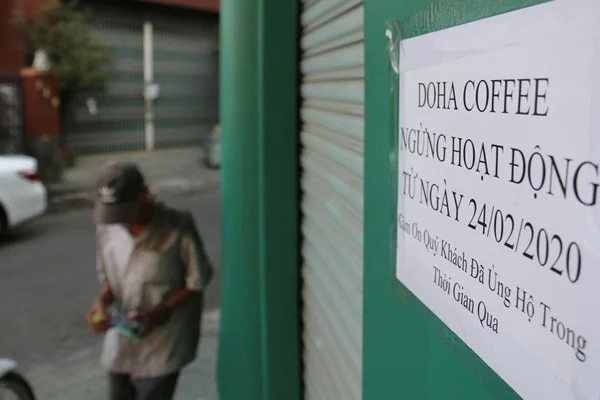 DOHA COFFEE
NGỪNG HOẠT ĐỘNG
TỪ NGÀY 24/02/2020
Cảm Ơn Quý Khách Đã Ủng Hộ Trong
Thời Gian Qua